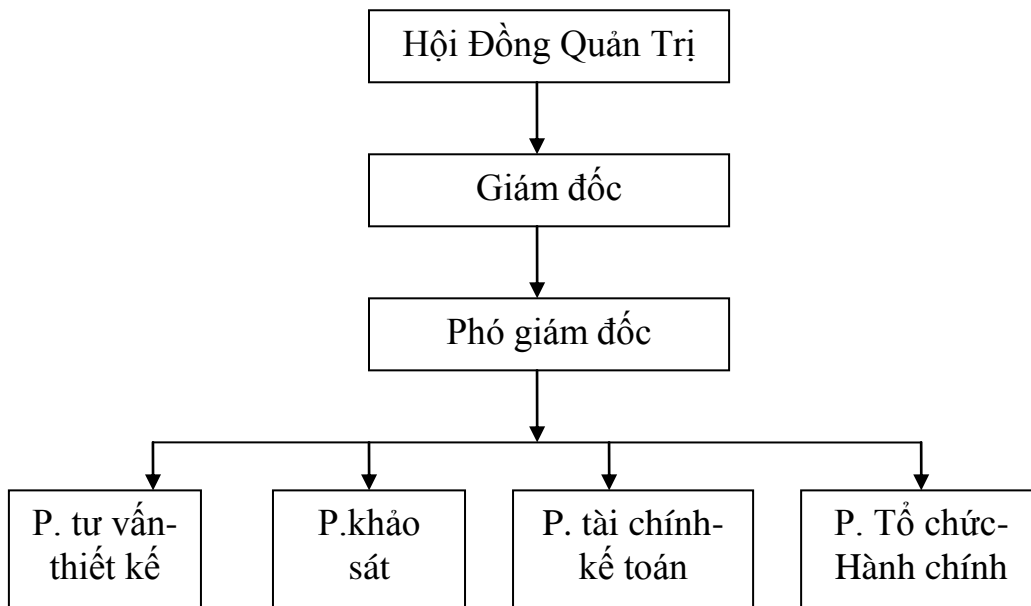 Hội Đồng Quản Trị
Giám đốc
Phó giám đốc
P. tư vấn-
thiết kế
P.khảo
sát
P. tài chính-
kế toán
P. Tổ chức-
Hành chính